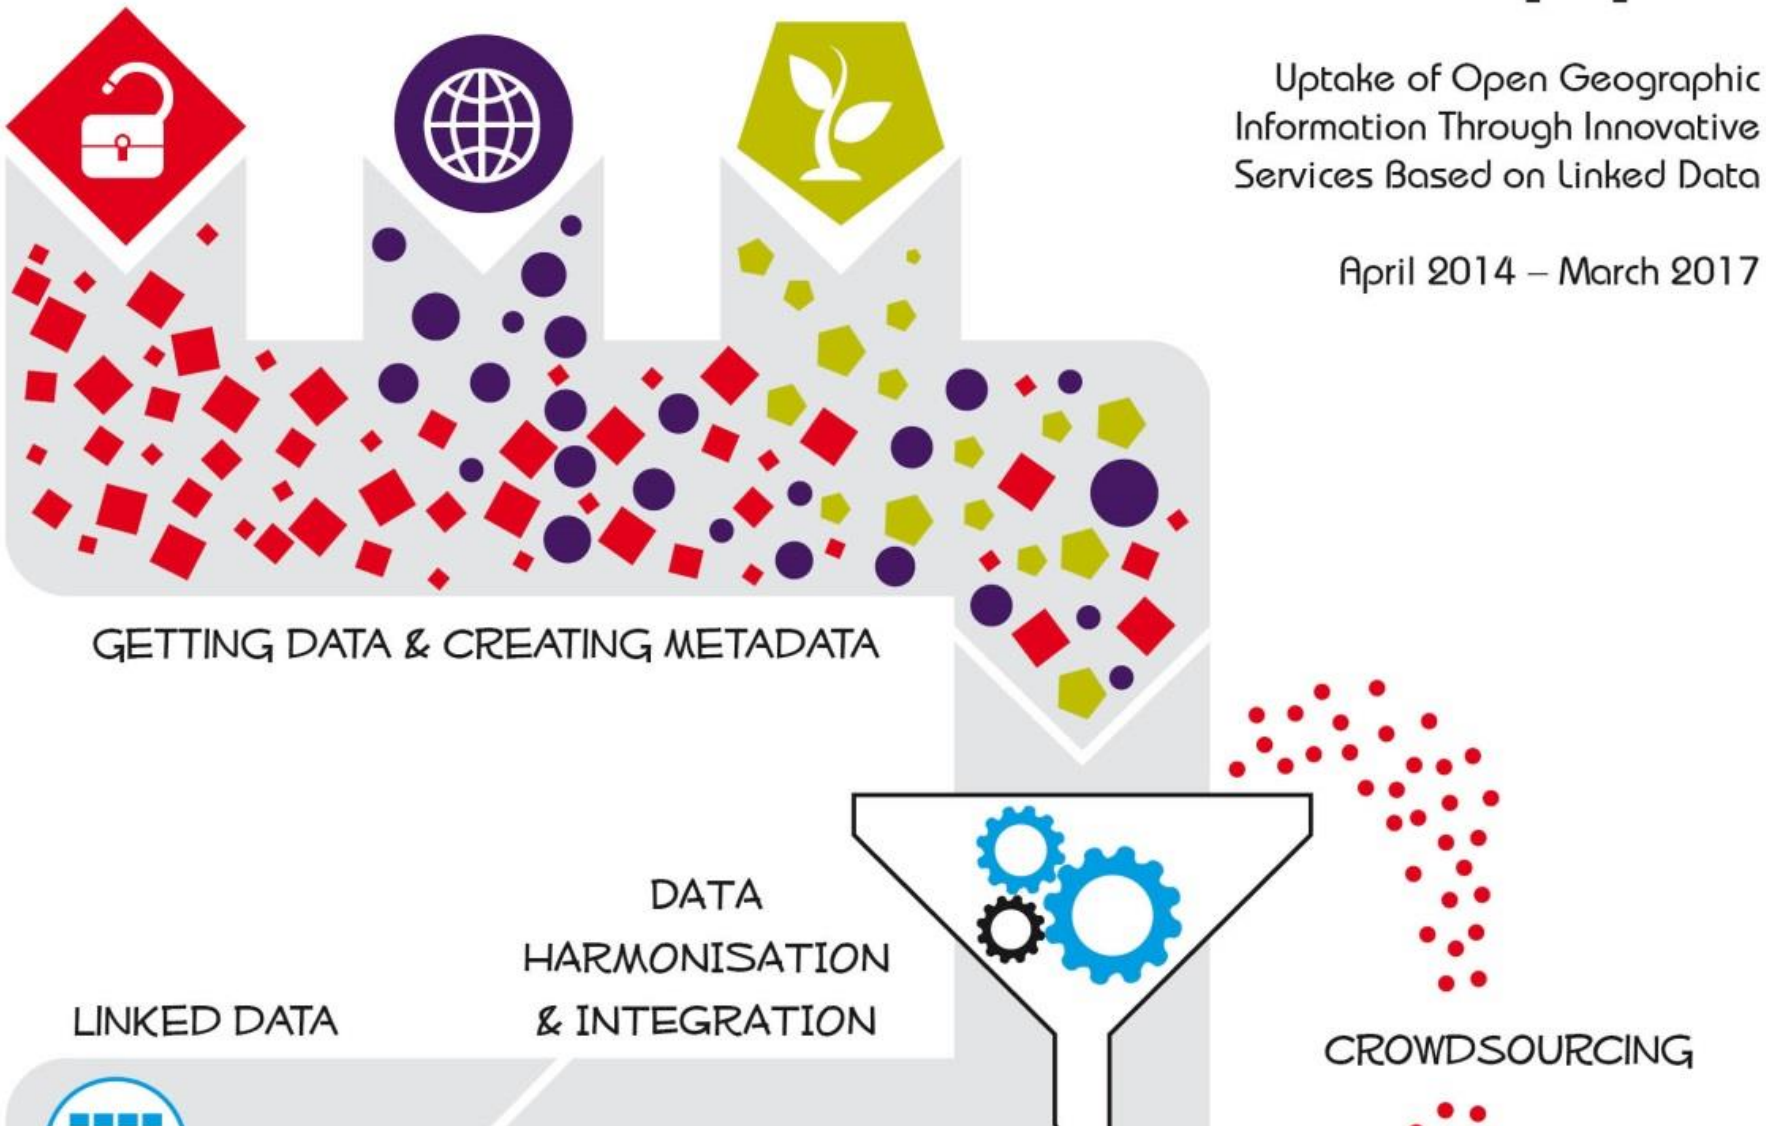 Uptake of Open Geographic
Information Through Innovative
Services Based on Linked Data
April 2014 – March 2017
GETTING DATA & CREATING METADATA
DATA
HARMONISATION
& INTEGRATION
LINKED DATA
CROWDSOURCING